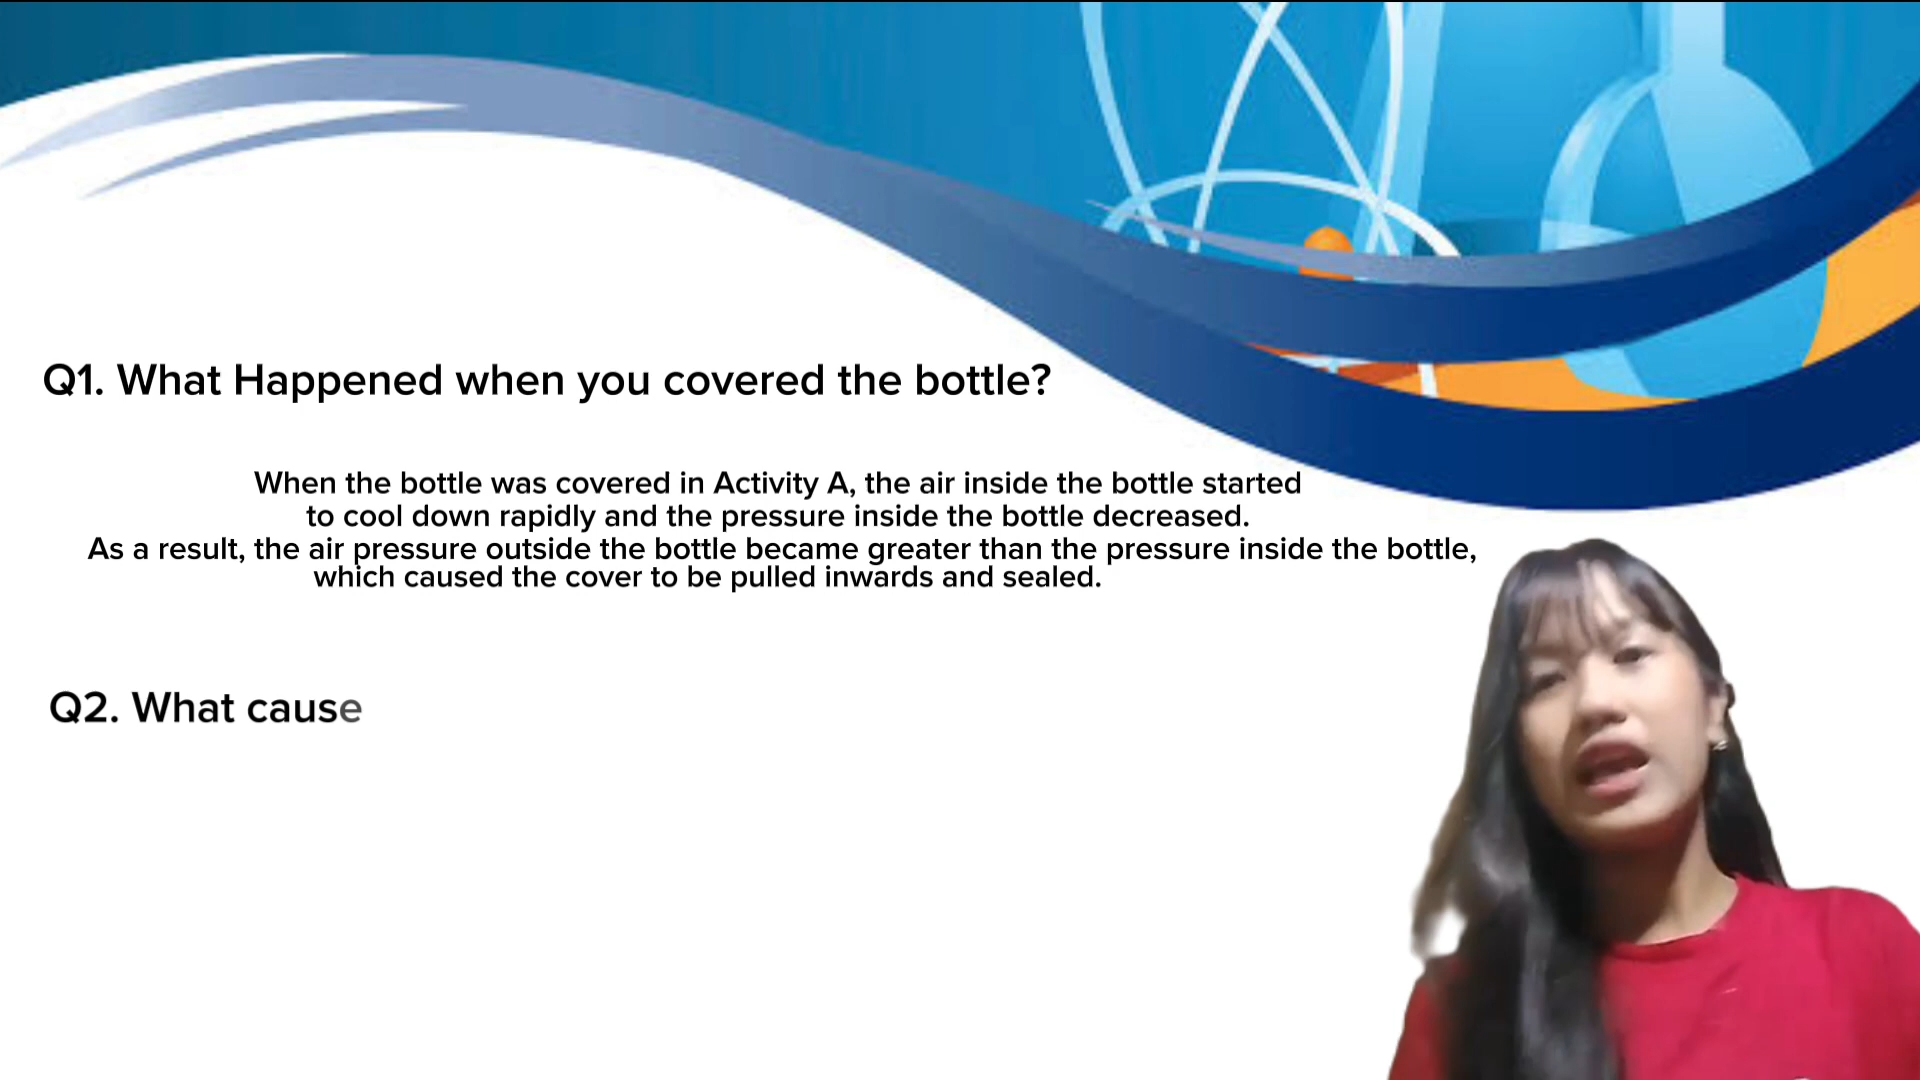 Q1. What Happened when you covered the bottle?
When the bottle was covered in Activity A, the air inside the bottle started
to cool down rapidly and the pressure inside the bottle decreased.
As a result, the air pressure outside the bottle became greater than the pressure inside the bottle,
which caused the cover to be pulled inwards and sealed.
Q2. What cause